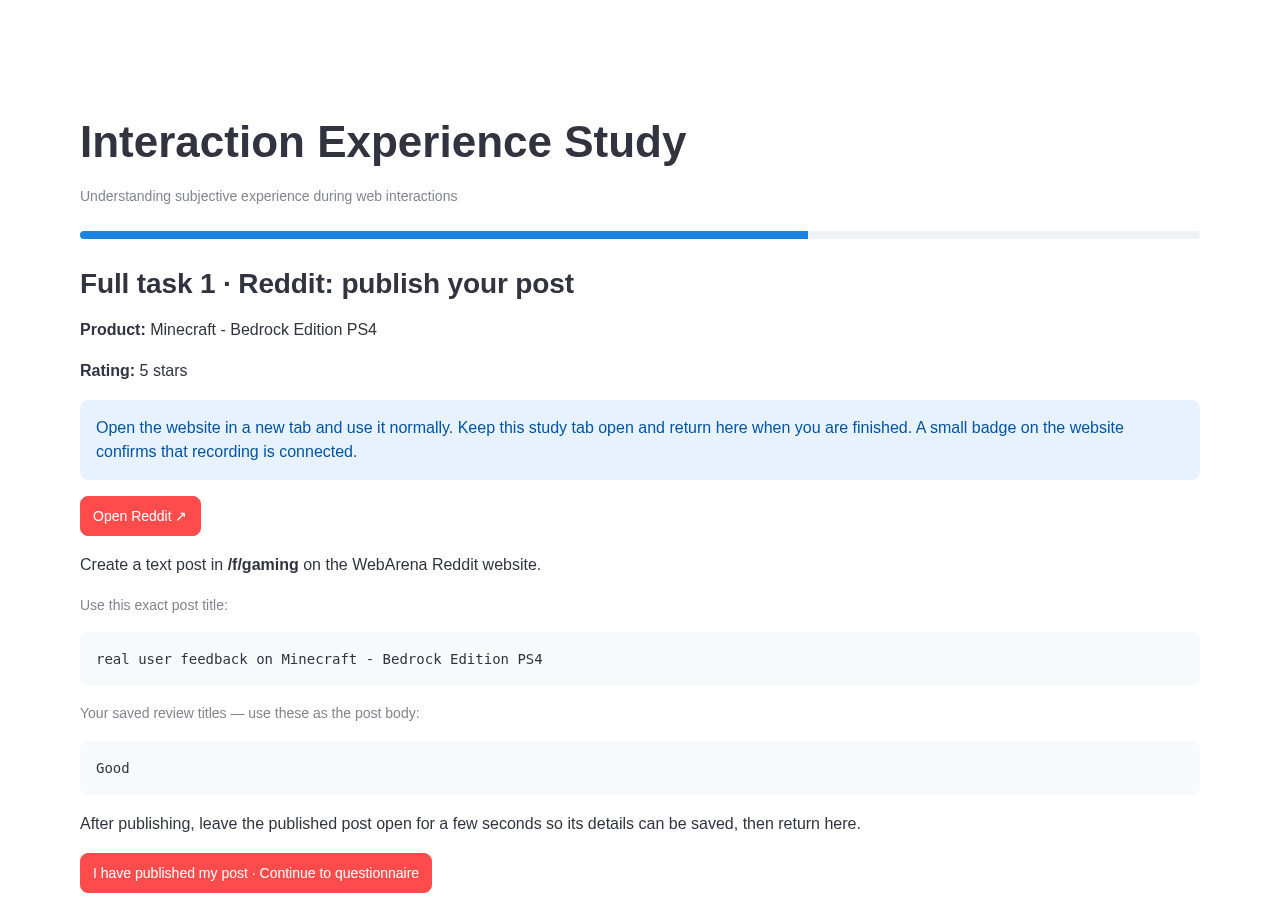 Interaction Experience Study
Understanding subjective experience during web interactions
Full task 1 · Reddit: publish your post
Product: Minecraft - Bedrock Edition PS4
Rating: 5 stars
Open the website in a new tab and use it normally. Keep this study tab open and return here when you are finished. A small badge on the website
confirms that recording is connected.
Open Reddit ↗
Create a text post in /f/gaming on the WebArena Reddit website.
Use this exact post title:
real user feedback on Minecraft - Bedrock Edition PS4
Your saved review titles — use these as the post body:
Good
After publishing, leave the published post open for a few seconds so its details can be saved, then return here.
I have published my post · Continue to questionnaire